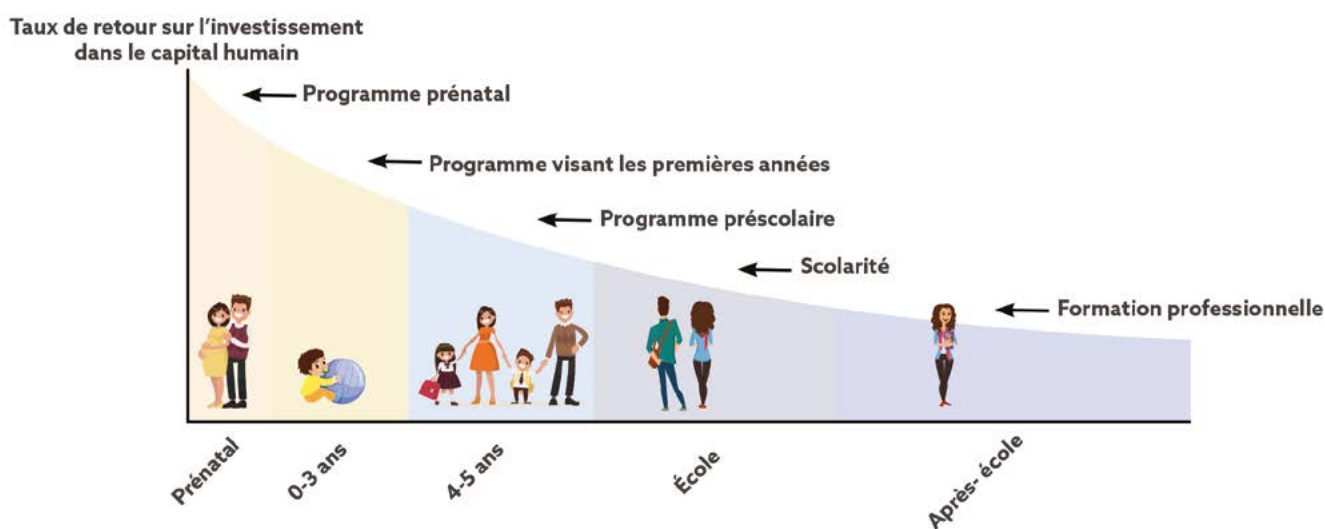 Taux de retour sur l'investissement
dans le capital humain
Programme prénatal
Programme visant les premières années
Programme préscolaire
Scolarité
Formation professionnelle
Prénatal
0-3 ans
4-5 ans
École
Après- école